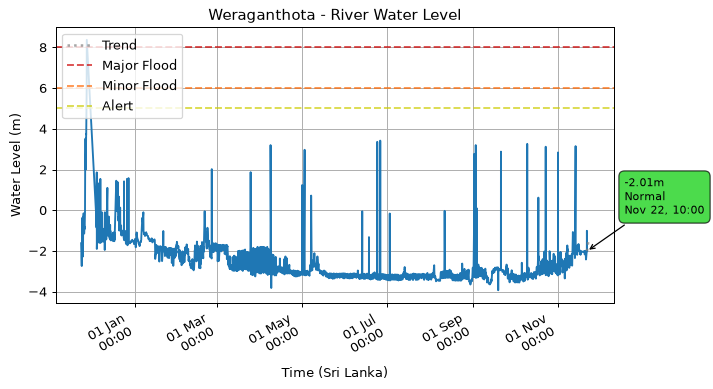 Weraganthota - River Water Level
Trend
Major Flood
Minor Flood
Alert
8
6
4
2
0
−2
−4
Water Level (m)
-2.01m
Normal
Nov 22, 10:00
01 Jan
00:00
01 Mar
00:00
01 May
00:00
01 Jul
00:00
01 Sep
00:00
01 Nov
00:00
Time (Sri Lanka)